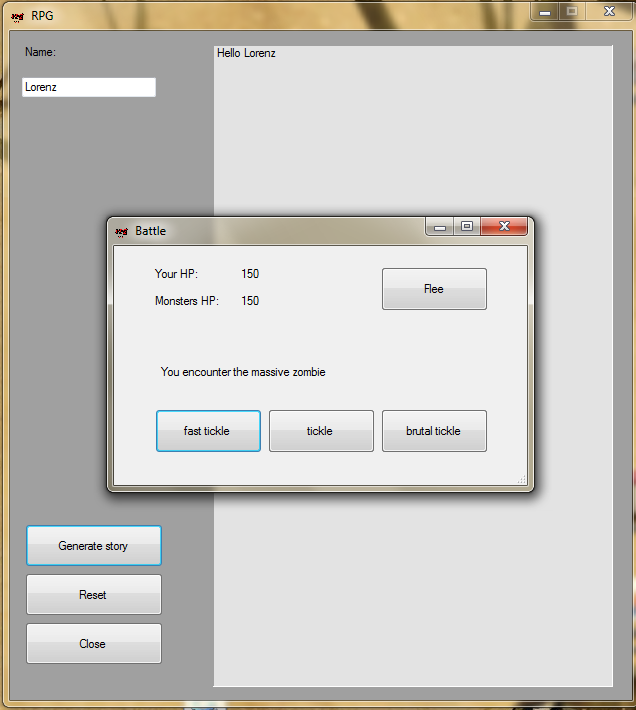 RPG
Name:
Hello Lorenz
Lorenz
Battle
Your HP: 150
Flee
Monsters HP: 150
You encounter the massive zombie
fast tickle tickle brutal tickle
Generate story
Reset
Close